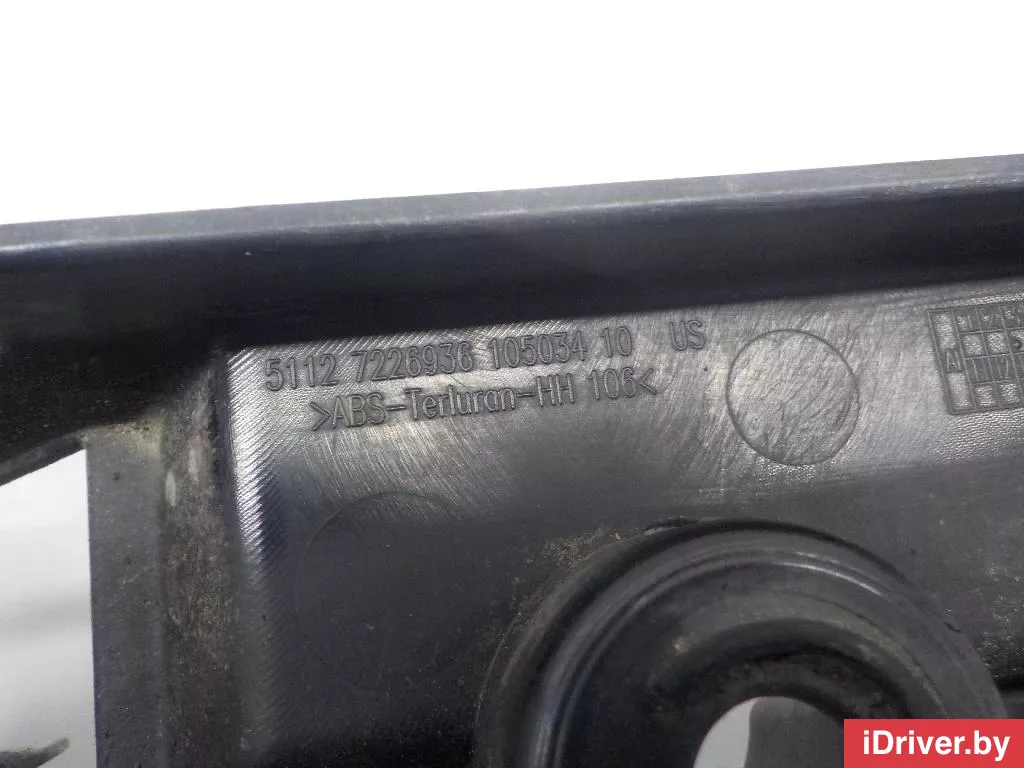 5112 7226936 105034 10 US
>ABS-Terluran-HH 106<
iDriver.by